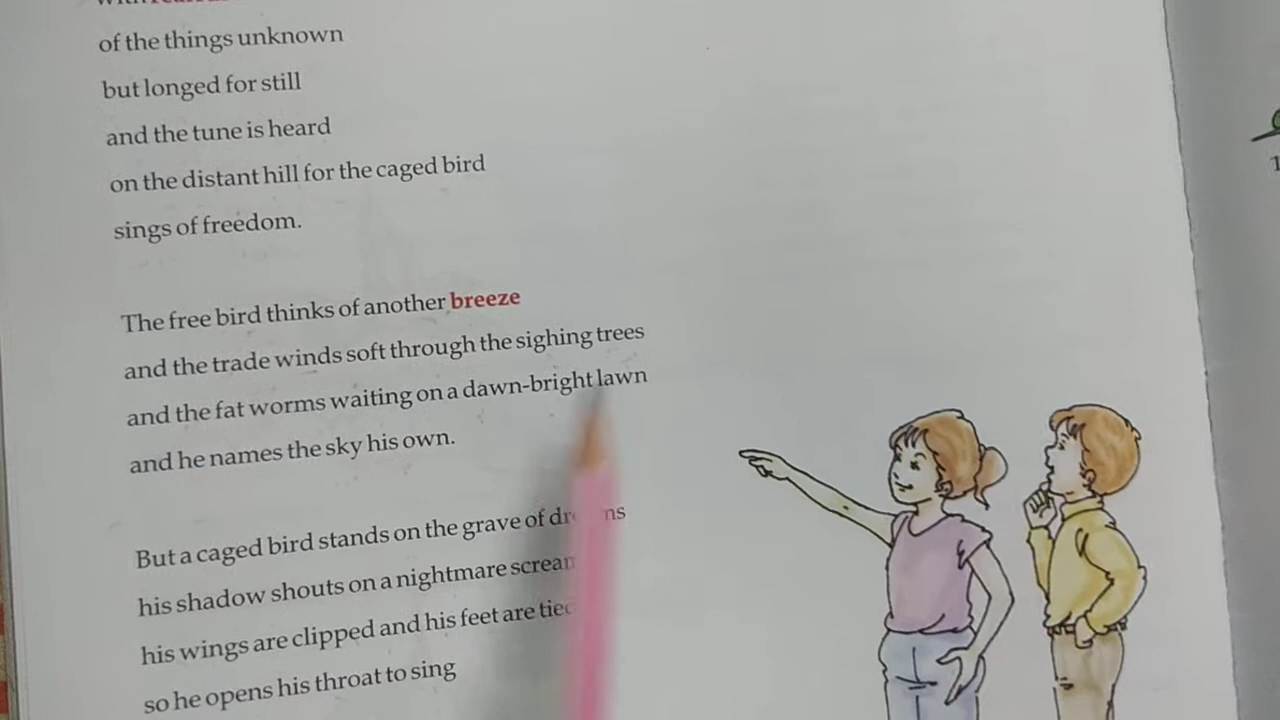 of the things unknown
but longed for still
and the tune is heard
on the distant hill for the caged bird
sings of freedom.
The free bird thinks of another breeze
and the trade winds soft through the sighing trees
and the fat worms waiting on a dawn-bright lawn
and he names the sky his own.
But a caged bird stands on the grave of
his shadow shouts on a nightmare
his wings are clipped and his feet are
so he opens his throat to sing